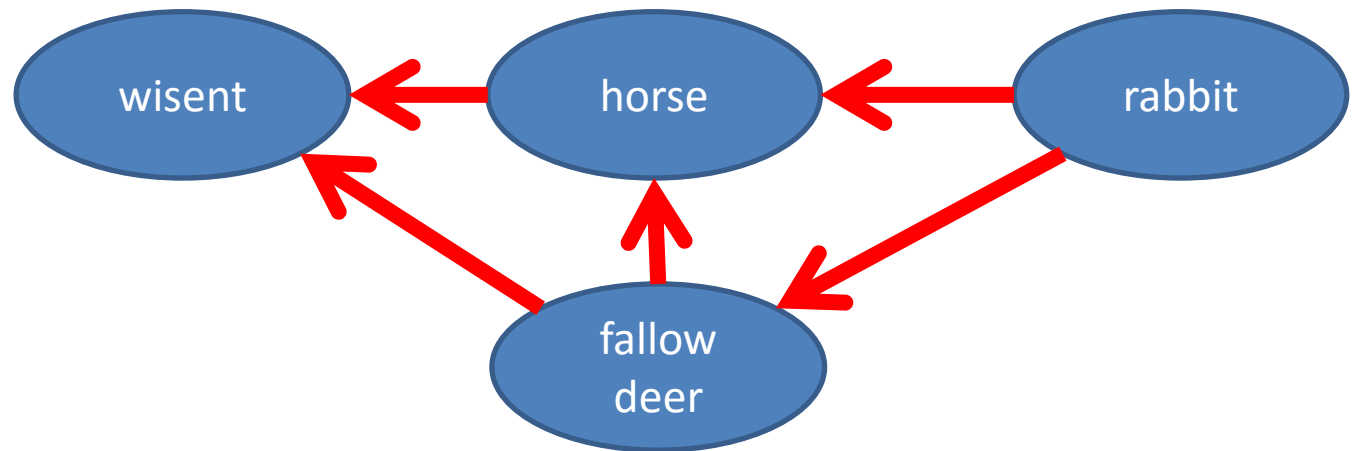 wisent
horse
rabbit
fallow
deer